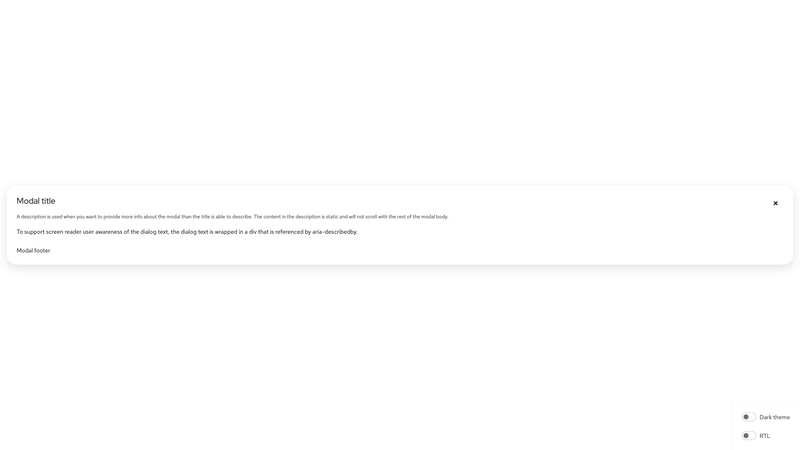 Modal title
A description is used when you want to provide more info about the modal than the title is able to describe. The content in the description is static and will not scroll with the rest of the modal body.
To support screen reader user awareness of the dialog text, the dialog text is wrapped in a div that is referenced by aria-describedby.
Modal footer
Dark theme
RTL